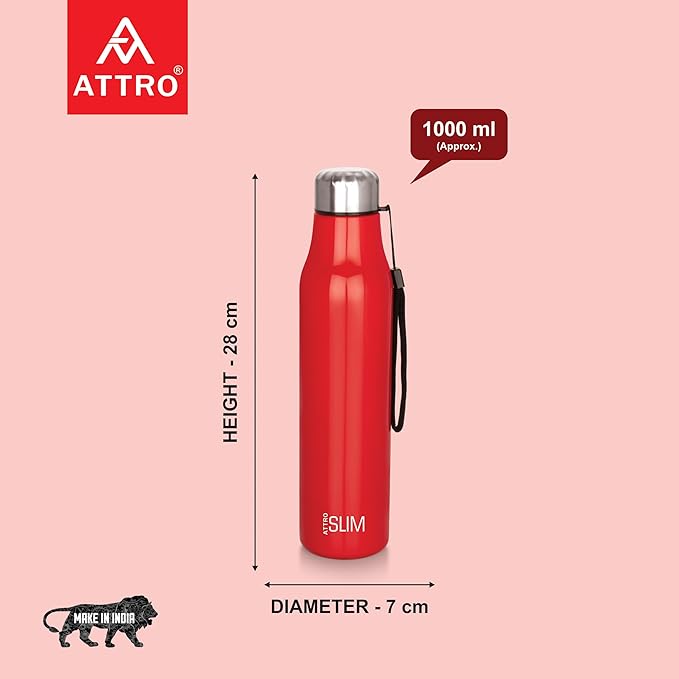 ATTRO®
1000 ml
(Approx.)
HEIGHT - 28 cm
ATTRO
SLIM
DIAMETER - 7 cm
MAKE IN INDIA